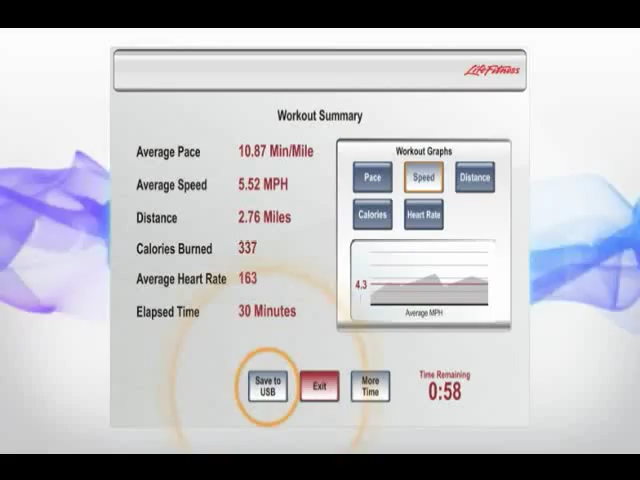 Life Fitness
Workout Summary
Average Pace 10.87 Min/Mile
Average Speed 5.52 MPH
Distance 2.76 Miles
Calories Burned 337
Average Heart Rate 163
Elapsed Time 30 Minutes
Workout Graphs
Pace Speed Distance
Calories Heart Rate
4.3
Average MPH
Save to
USB
Exit
More
Time
Time Remaining
0:58